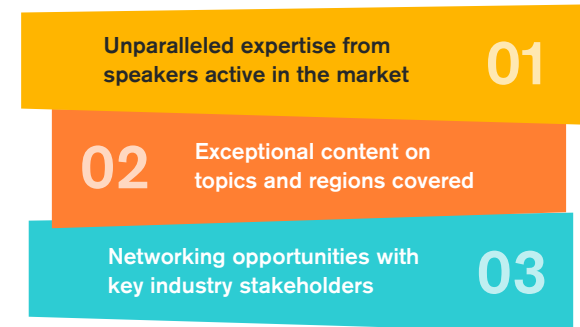 Unparalleled expertise from
speakers active in the market
01
02
Exceptional content on
topics and regions covered
Networking opportunities with
key industry stakeholders
03